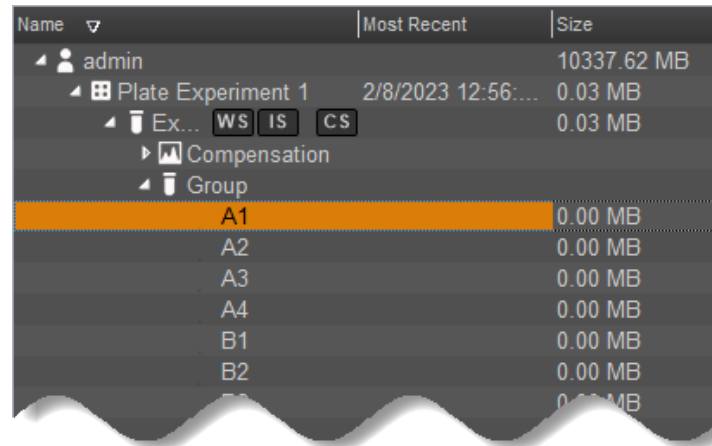 Name Most Recent Size
admin 10337.62 MB
Plate Experiment 1 2/8/2023 12:56:... 0.03 MB
Ex... WS IS CS 0.03 MB
Compensation
Group
A1 0.00 MB
A2 0.00 MB
A3 0.00 MB
A4 0.00 MB
B1 0.00 MB
B2 0.00 MB
MB